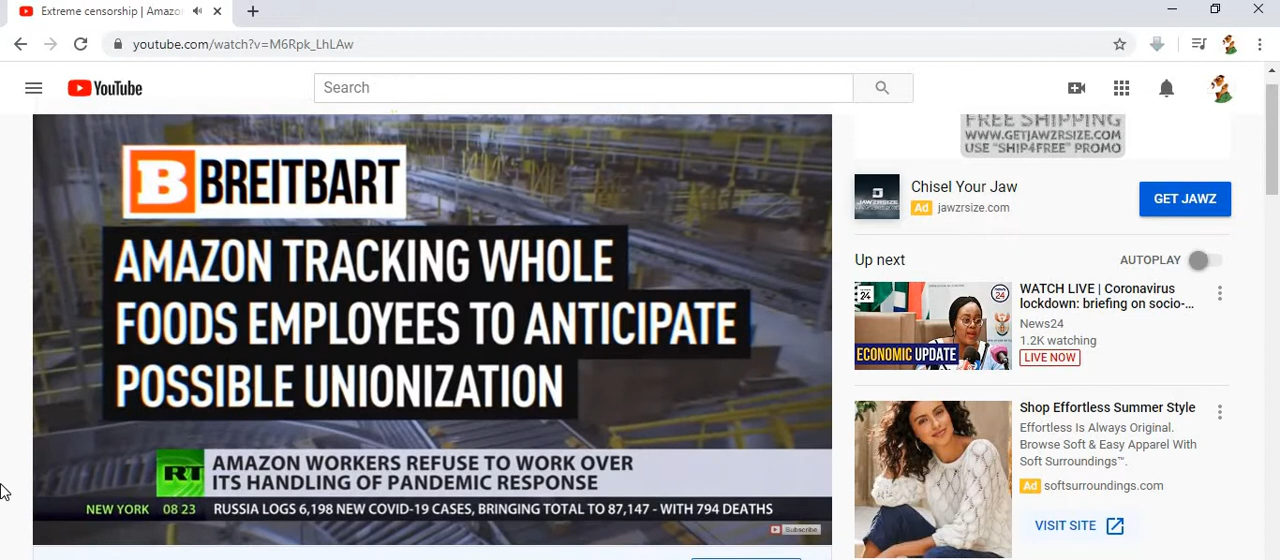 Extreme censorship | Amazo
youtube.com/watch?v=M6Rpk_LhLAw
YouTube
Search
B BREITBART
AMAZON TRACKING WHOLE
FOODS EMPLOYEES TO ANTICIPATE
POSSIBLE UNIONIZATION
RT
AMAZON WORKERS REFUSE TO WORK OVER
ITS HANDLING OF PANDEMIC RESPONSE
NEW YORK 08 23 RUSSIA LOGS 6,198 NEW COVID-19 CASES, BRINGING TOTAL TO 87,147 - WITH 794 DEATHS
Subscribe
FREE SHIPPING
WWW.GETJAWZRSIZE.COM
USE "SHIP4FREE" PROMO
JAWZRSIZE
Chisel Your Jaw
Ad jawzrsize.com
GET JAWZ
Up next
AUTOPLAY
24
ECONOMIC UPDATE
WATCH LIVE | Coronavirus
lockdown: briefing on socio-...
News24
1.2K watching
LIVE NOW
Shop Effortless Summer Style
Effortless Is Always Original.
Browse Soft & Easy Apparel With
Soft Surroundings™.
Ad softsurroundings.com
VISIT SITE